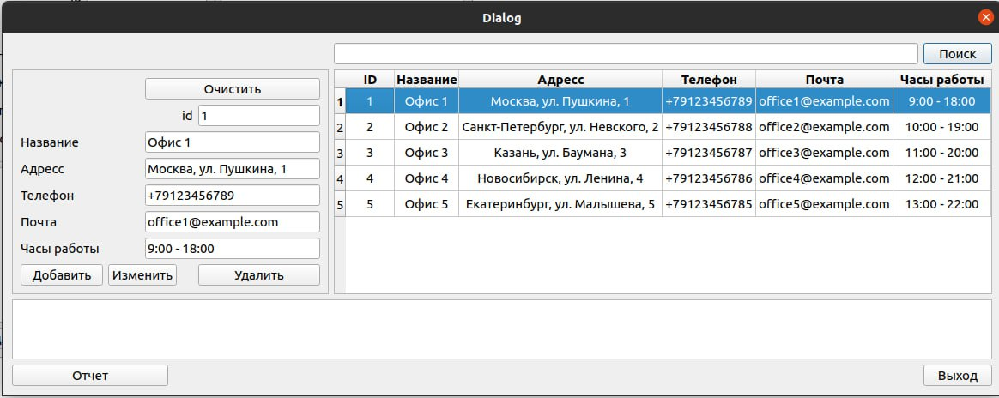 Dialog
Поиск
Очистить
id 1
Название Офис 1
Адресс Москва, ул. Пушкина, 1
Телефон +79123456789
Почта office1@example.com
Часы работы 9:00 - 18:00
Добавить Изменить Удалить
ID Название Адресс Телефон Почта Часы работы
1 1 Офис 1 Москва, ул. Пушкина, 1 +79123456789 office1@example.com 9:00 - 18:00
2 2 Офис 2 Санкт-Петербург, ул. Невского, 2 +79123456788 office2@example.com 10:00 - 19:00
3 3 Офис 3 Казань, ул. Баумана, 3 +79123456787 office3@example.com 11:00 - 20:00
4 4 Офис 4 Новосибирск, ул. Ленина, 4 +79123456786 office4@example.com 12:00 - 21:00
5 5 Офис 5 Екатеринбург, ул. Малышева, 5 +79123456785 office5@example.com 13:00 - 22:00
Отчет
Выход